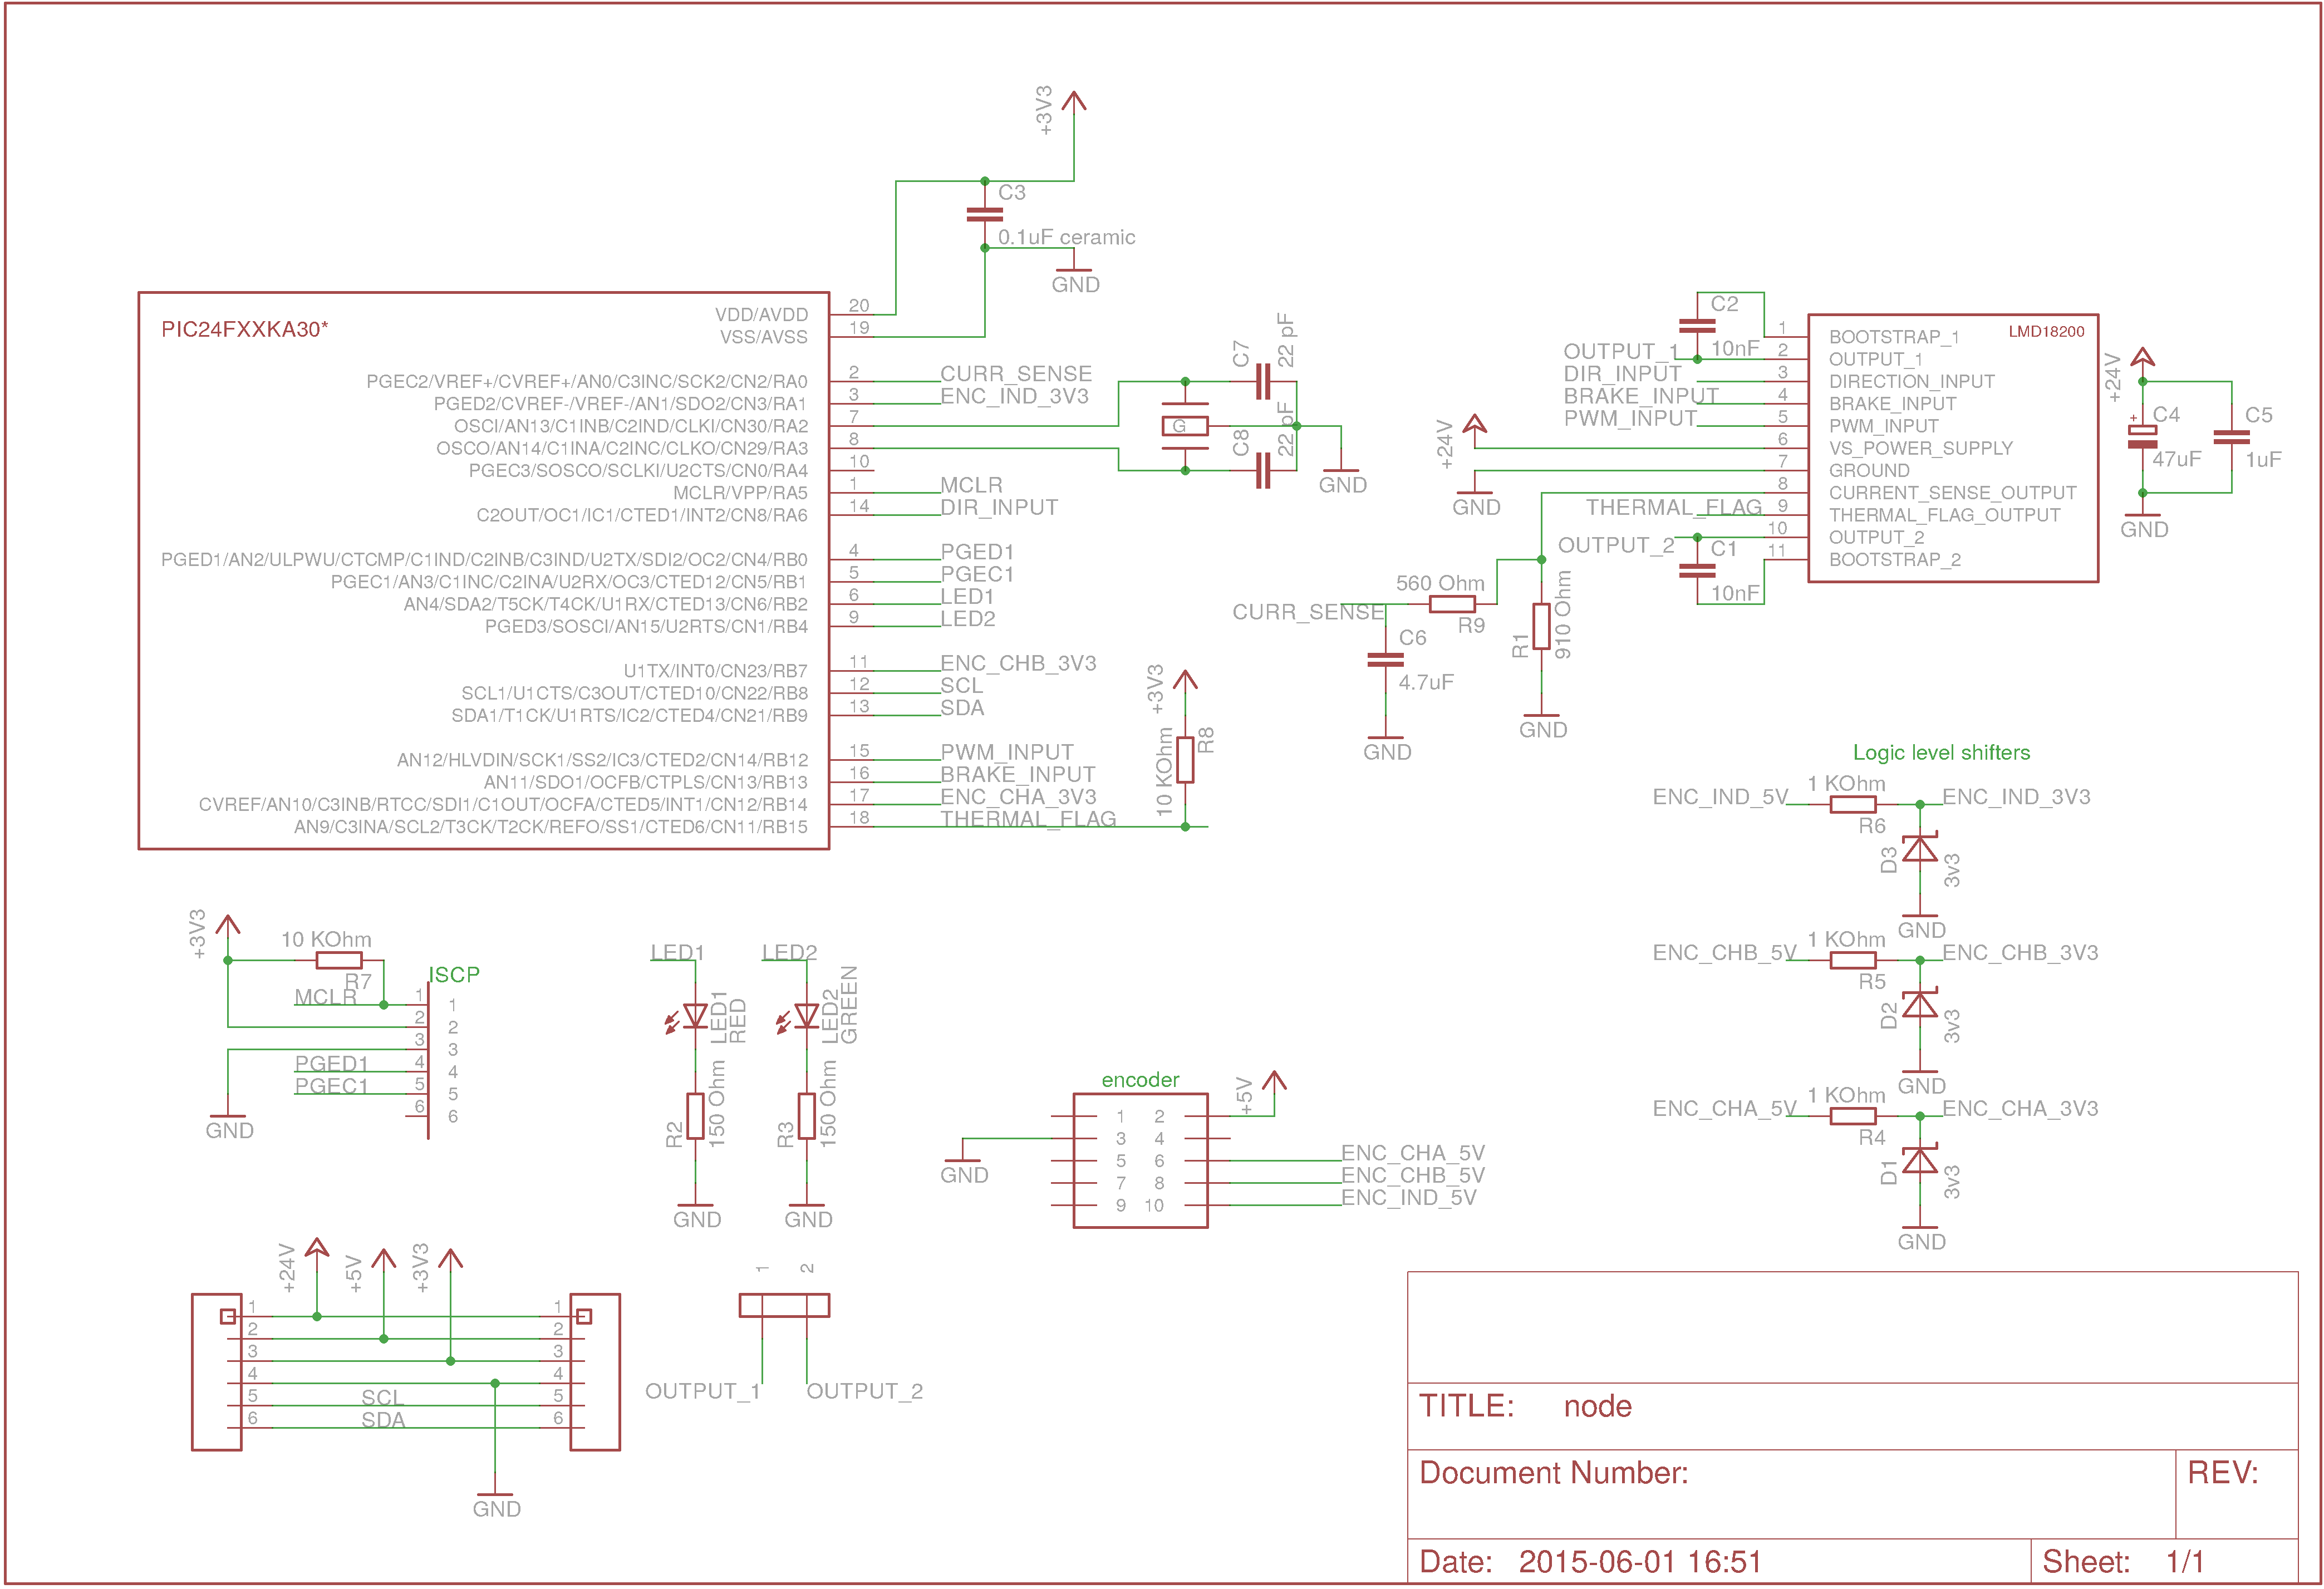 +3V3
C3
0.1uF ceramic
GND
PIC24FXXKA30*
VDD/AVDD 20
VSS/AVSS 19
PGEC2/VREF+/CVREF+/AN0/C3INC/SCK2/CN2/RA0 2 CURR_SENSE
PGED2/CVREF-/VREF-/AN1/SDO2/CN3/RA1 3 ENC_IND_3V3
OSCI/AN13/C1INB/C2IND/CLKI/CN30/RA2 7
OSCO/AN14/C1INA/C2INC/CLKO/CN29/RA3 8
PGEC3/SOSCO/SCLKI/U2CTS/CN0/RA4 10
MCLR/VPP/RA5 1 MCLR
C2OUT/OC1/IC1/CTED1/INT2/CN8/RA6 14 DIR_INPUT
PGED1/AN2/ULPWU/CTCMP/C1IND/C2INB/C3IND/U2TX/SDI2/OC2/CN4/RB0 4 PGED1
PGEC1/AN3/C1INC/C2INA/U2RX/OC3/CTED12/CN5/RB1 5 PGEC1
AN4/SDA2/T5CK/T4CK/U1RX/CTED13/CN6/RB2 6 LED1
PGED3/SOSCI/AN15/U2RTS/CN1/RB4 9 LED2
U1TX/INT0/CN23/RB7 11 ENC_CHB_3V3
SCL1/U1CTS/C3OUT/CTED10/CN22/RB8 12 SCL
SDA1/T1CK/U1RTS/IC2/CTED4/CN21/RB9 13 SDA
AN12/HLVDIN/SCK1/SS2/IC3/CTED2/CN14/RB12 15 PWM_INPUT
AN11/SDO1/OCFB/CTPLS/CN13/RB13 16 BRAKE_INPUT
CVREF/AN10/C3INB/RTCC/SDI1/C1OUT/OCFA/CTED5/INT1/CN12/RB14 17 ENC_CHA_3V3
AN9/C3INA/SCL2/T3CK/T2CK/REFO/SS1/CTED6/CN11/RB15 18 THERMAL_FLAG
C7
22 pF
G
C8
22 pF
GND
+3V3
10 KOhm
R8
LMD18200
C2
10nF
OUTPUT_1
DIR_INPUT
BRAKE_INPUT
PWM_INPUT
+24V
GND
THERMAL_FLAG
OUTPUT_2
C1
10nF
1 BOOTSTRAP_1
2 OUTPUT_1
3 DIRECTION_INPUT
4 BRAKE_INPUT
5 PWM_INPUT
6 VS_POWER_SUPPLY
7 GROUND
8 CURRENT_SENSE_OUTPUT
9 THERMAL_FLAG_OUTPUT
10 OUTPUT_2
11 BOOTSTRAP_2
+24V
+
C4
47uF
C5
1uF
GND
560 Ohm
R9
CURR_SENSE
C6
4.7uF
GND
R1
910 Ohm
GND
Logic level shifters
1 KOhm
ENC_IND_5V
ENC_IND_3V3
R6
D3
3v3
GND
1 KOhm
ENC_CHB_5V
ENC_CHB_3V3
R5
D2
3v3
GND
1 KOhm
ENC_CHA_5V
ENC_CHA_3V3
R4
D1
3v3
GND
+3V3
10 KOhm
R7
ISCP
MCLR 1 1
2 2
3 3
PGED1 4 4
PGEC1 5 5
6 6
GND
LED1
LED1
RED
R2
150 Ohm
GND
LED2
LED2
GREEN
R3
150 Ohm
GND
encoder
+5V
1 2
3 4
5 6
7 8
9 10
GND
ENC_CHA_5V
ENC_CHB_5V
ENC_IND_5V
+24V
+5V
+3V3
1 1
2 2
3 3
4 4
5 SCL 5
6 SDA 6
GND
1 2
OUTPUT_1 OUTPUT_2
TITLE: node
Document Number:
REV:
Date: 2015-06-01 16:51
Sheet: 1/1